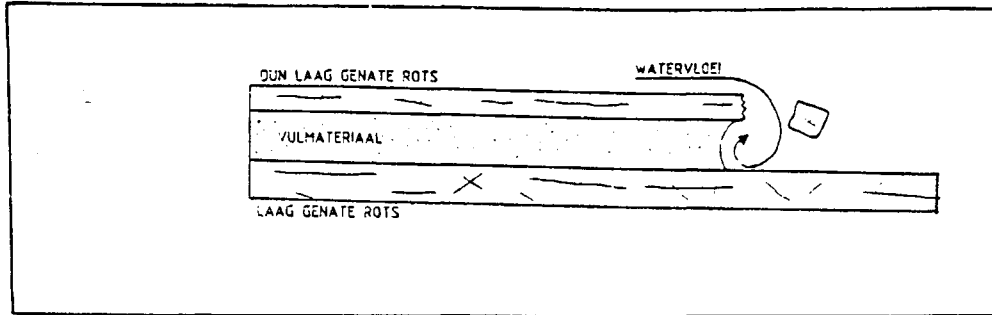 DUN LAAG GENATE ROTS
WATERVLOEI
VULMATERIAAL
LAAG GENATE ROTS